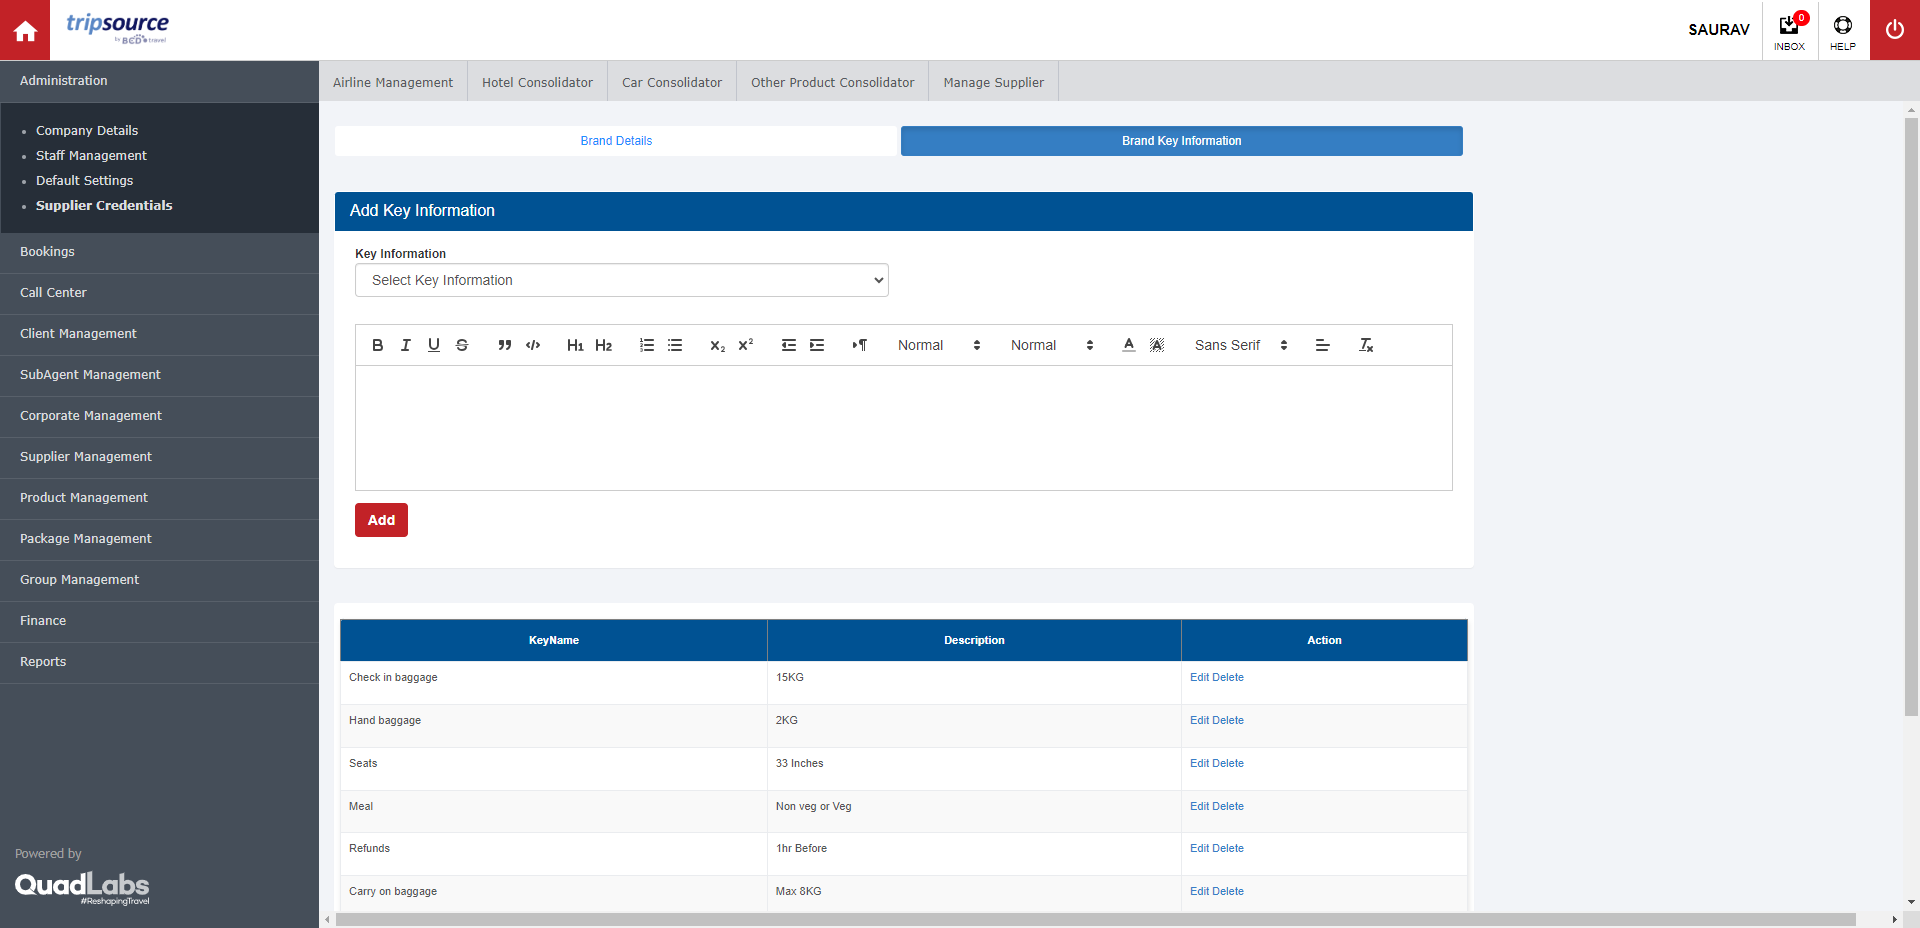 tripsource
by BCD travel
SAURAV
0
INBOX
HELP
Administration
Company Details
Staff Management
Default Settings
Supplier Credentials
Bookings
Call Center
Client Management
SubAgent Management
Corporate Management
Supplier Management
Product Management
Package Management
Group Management
Finance
Reports
Powered by
QuadLabs
#ReshapingTravel
Airline Management
Hotel Consolidator
Car Consolidator
Other Product Consolidator
Manage Supplier
Brand Details
Brand Key Information
Add Key Information
Key Information
Select Key Information
B I U S H1 H2 X2 X2 Normal Normal A A Sans Serif Tx
Add
KeyName Description Action
Check in baggage 15KG Edit Delete
Hand baggage 2KG Edit Delete
Seats 33 Inches Edit Delete
Meal Non veg or Veg Edit Delete
Refunds 1hr Before Edit Delete
Carry on baggage Max 8KG Edit Delete